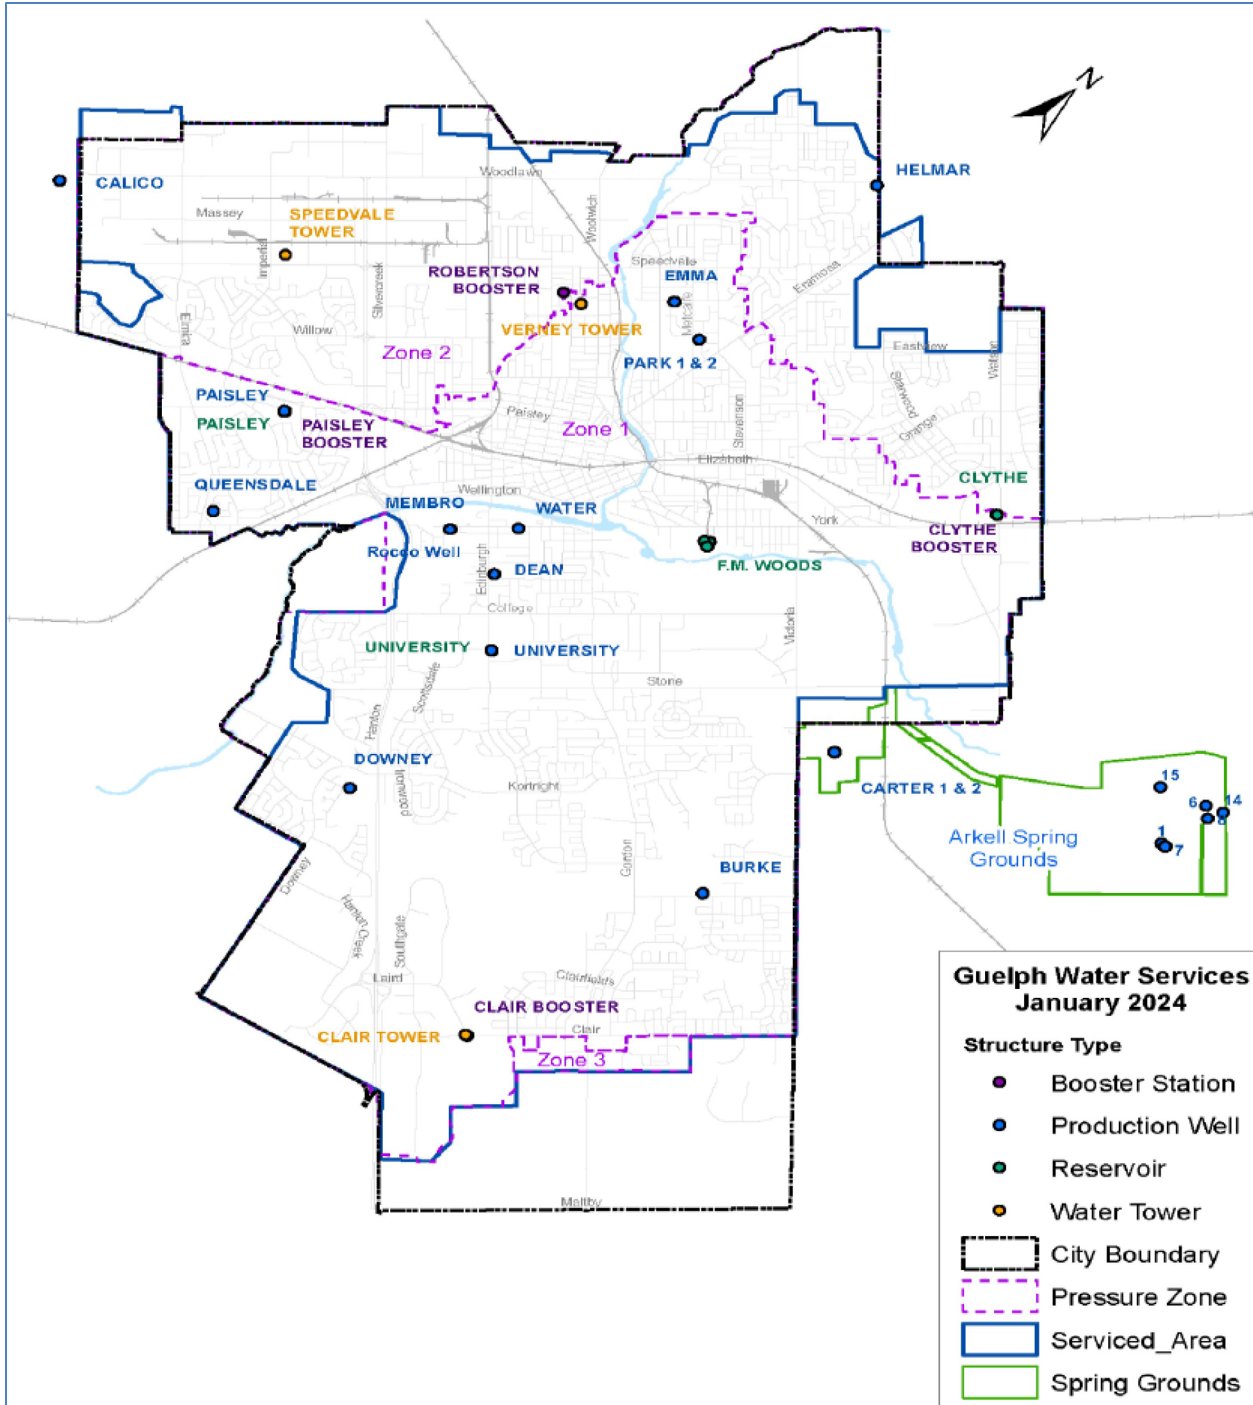 N
HELMAR
CALICO
Woodlawn
Massey
SPEEDVALE
TOWER
Woolwich
Imperial
Speedvale
EMMA
Eramosa
ROBERTSON
BOOSTER
Silvercreek
VERNEY TOWER
Metcalfe
Elmira
Willow
Zone 2
PARK 1 & 2
Eastview
Watson
PAISLEY
PAISLEY
PAISLEY
BOOSTER
Paisley
Zone 1
Stevenson
Starwood
Grange
Elizabeth
CLYTHE
QUEENSDALE
Wellington
MEMBRO
WATER
York
CLYTHE
BOOSTER
Rocco Well
Edinburgh
DEAN
F.M. WOODS
College
Victoria
UNIVERSITY
UNIVERSITY
Scottsdale
Stone
Hanlon
DOWNEY
Ironwood
Kortright
CARTER 1 & 2
15
6
14
8
1
7
Arkell Spring
Grounds
Gordon
Downey
BURKE
Hanlon Creek
Southgate
Laird
Clairfields
CLAIR BOOSTER
CLAIR TOWER
Clair
Zone 3
Maltby
Guelph Water Services
January 2024
Structure Type
Booster Station
Production Well
Reservoir
Water Tower
City Boundary
Pressure Zone
Serviced_Area
Spring Grounds